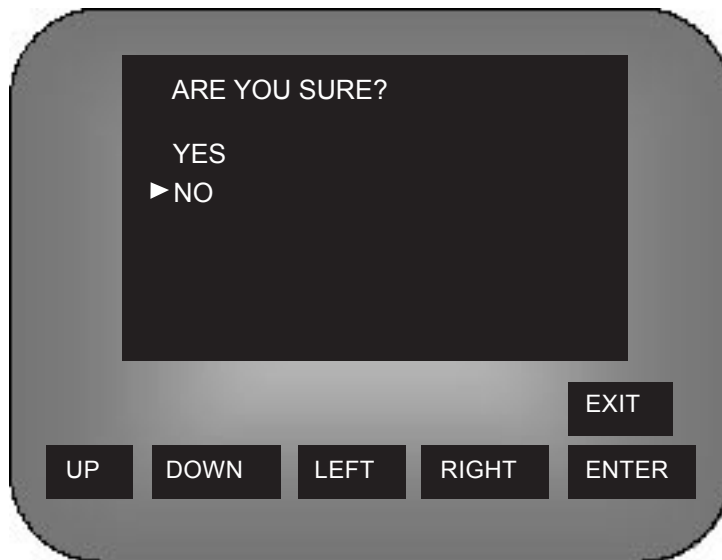 ARE YOU SURE?
YES
►NO
EXIT
UP DOWN LEFT RIGHT ENTER